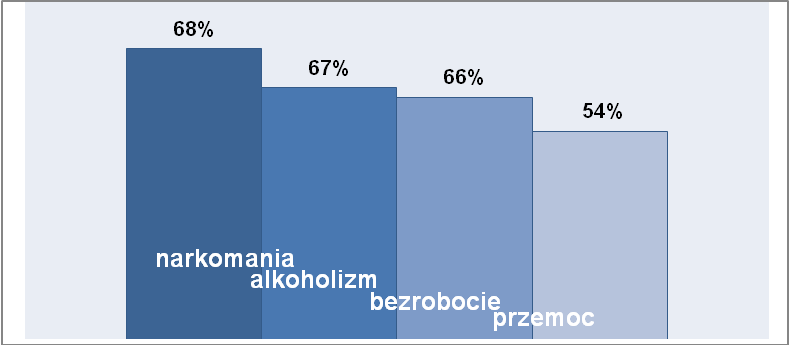 68%
67%
66%
54%
narkomania
alkoholizm
bezrobocie
przemoc